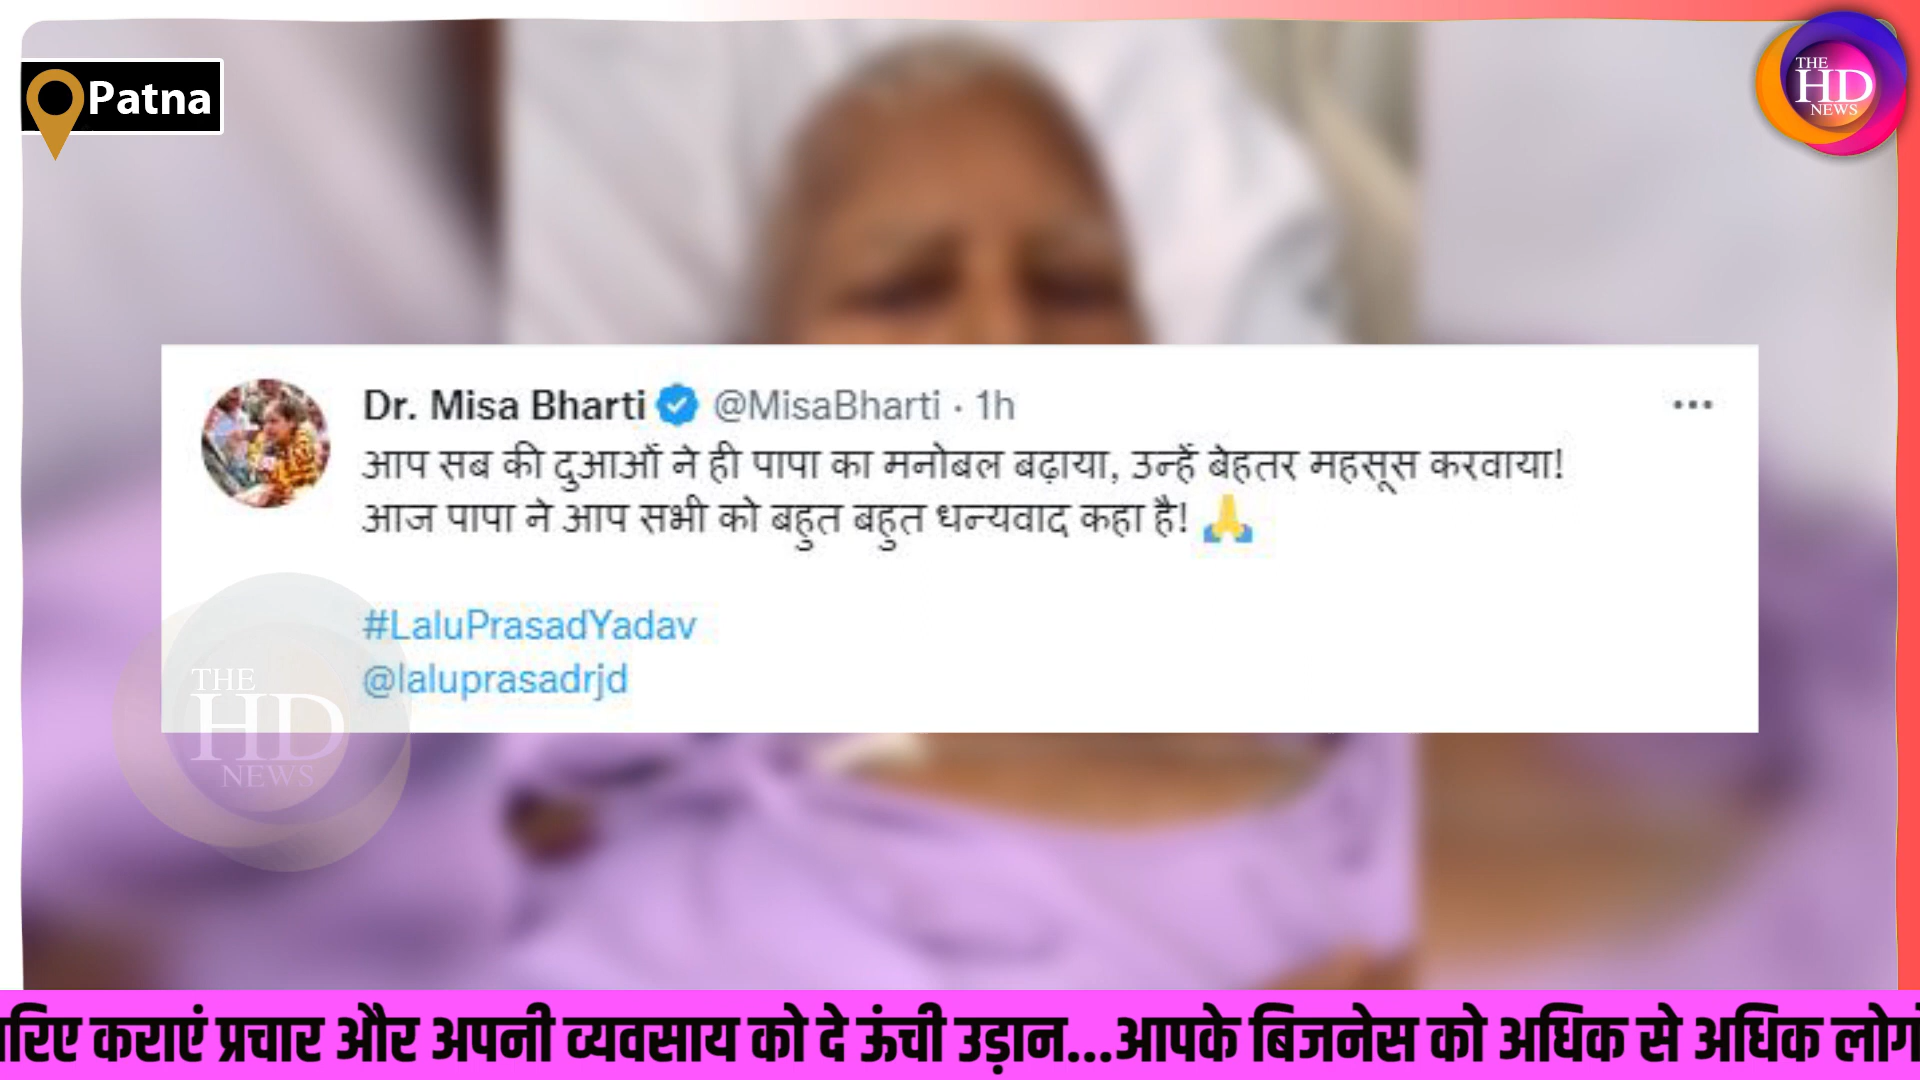 Patna
THE
HD
NEWS
Dr. Misa Bharti @MisaBharti · 1h
आप सब की दुआओं ने ही पापा का मनोबल बढ़ाया, उन्हें बेहतर महसूस करवाया!
आज पापा ने आप सभी को बहुत बहुत धन्यवाद कहा है! 🙏
#LaluPrasadYadav
@laluprasadrjd
THE
HD
NEWS
कराएं प्रचार और अपनी व्यवसाय को दे ऊंची उड़ान...आपके बिजनेस को अधिक से अधिक